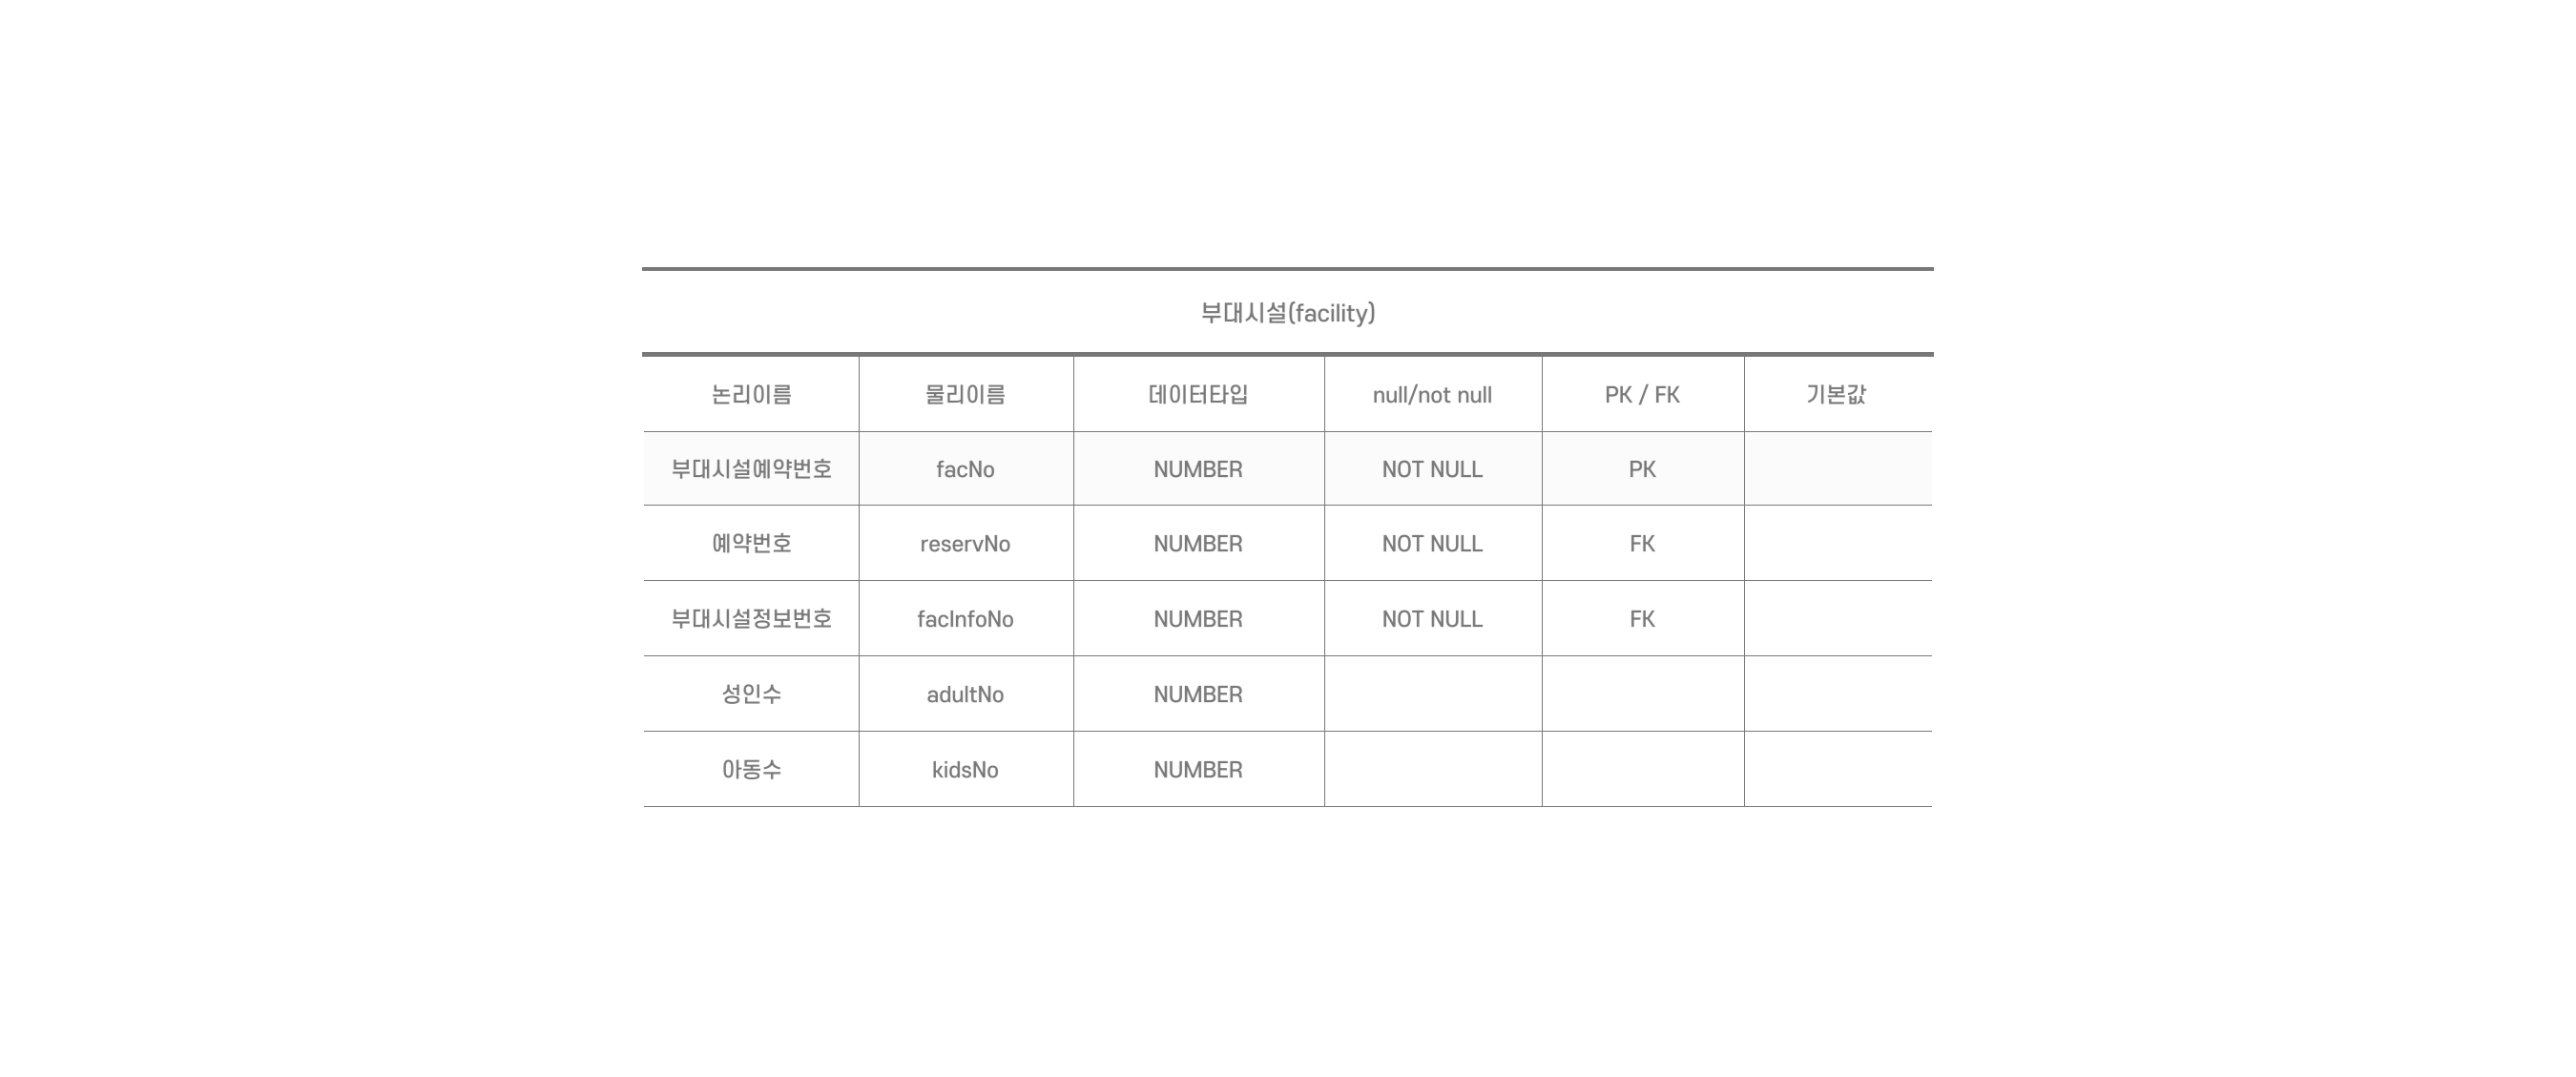 부대시설(facility)
논리이름 물리이름 데이터타입 null/not null PK / FK 기본값
부대시설예약번호 facNo NUMBER NOT NULL PK
예약번호 reservNo NUMBER NOT NULL FK
부대시설정보번호 facInfoNo NUMBER NOT NULL FK
성인수 adultNo NUMBER
아동수 kidsNo NUMBER